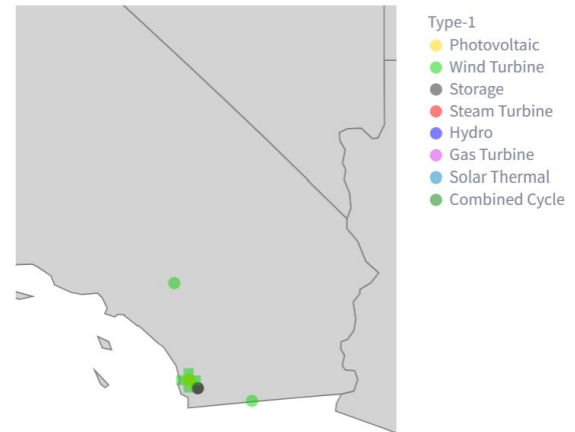 Type-1
Photovoltaic
Wind Turbine
Storage
Steam Turbine
Hydro
Gas Turbine
Solar Thermal
Combined Cycle